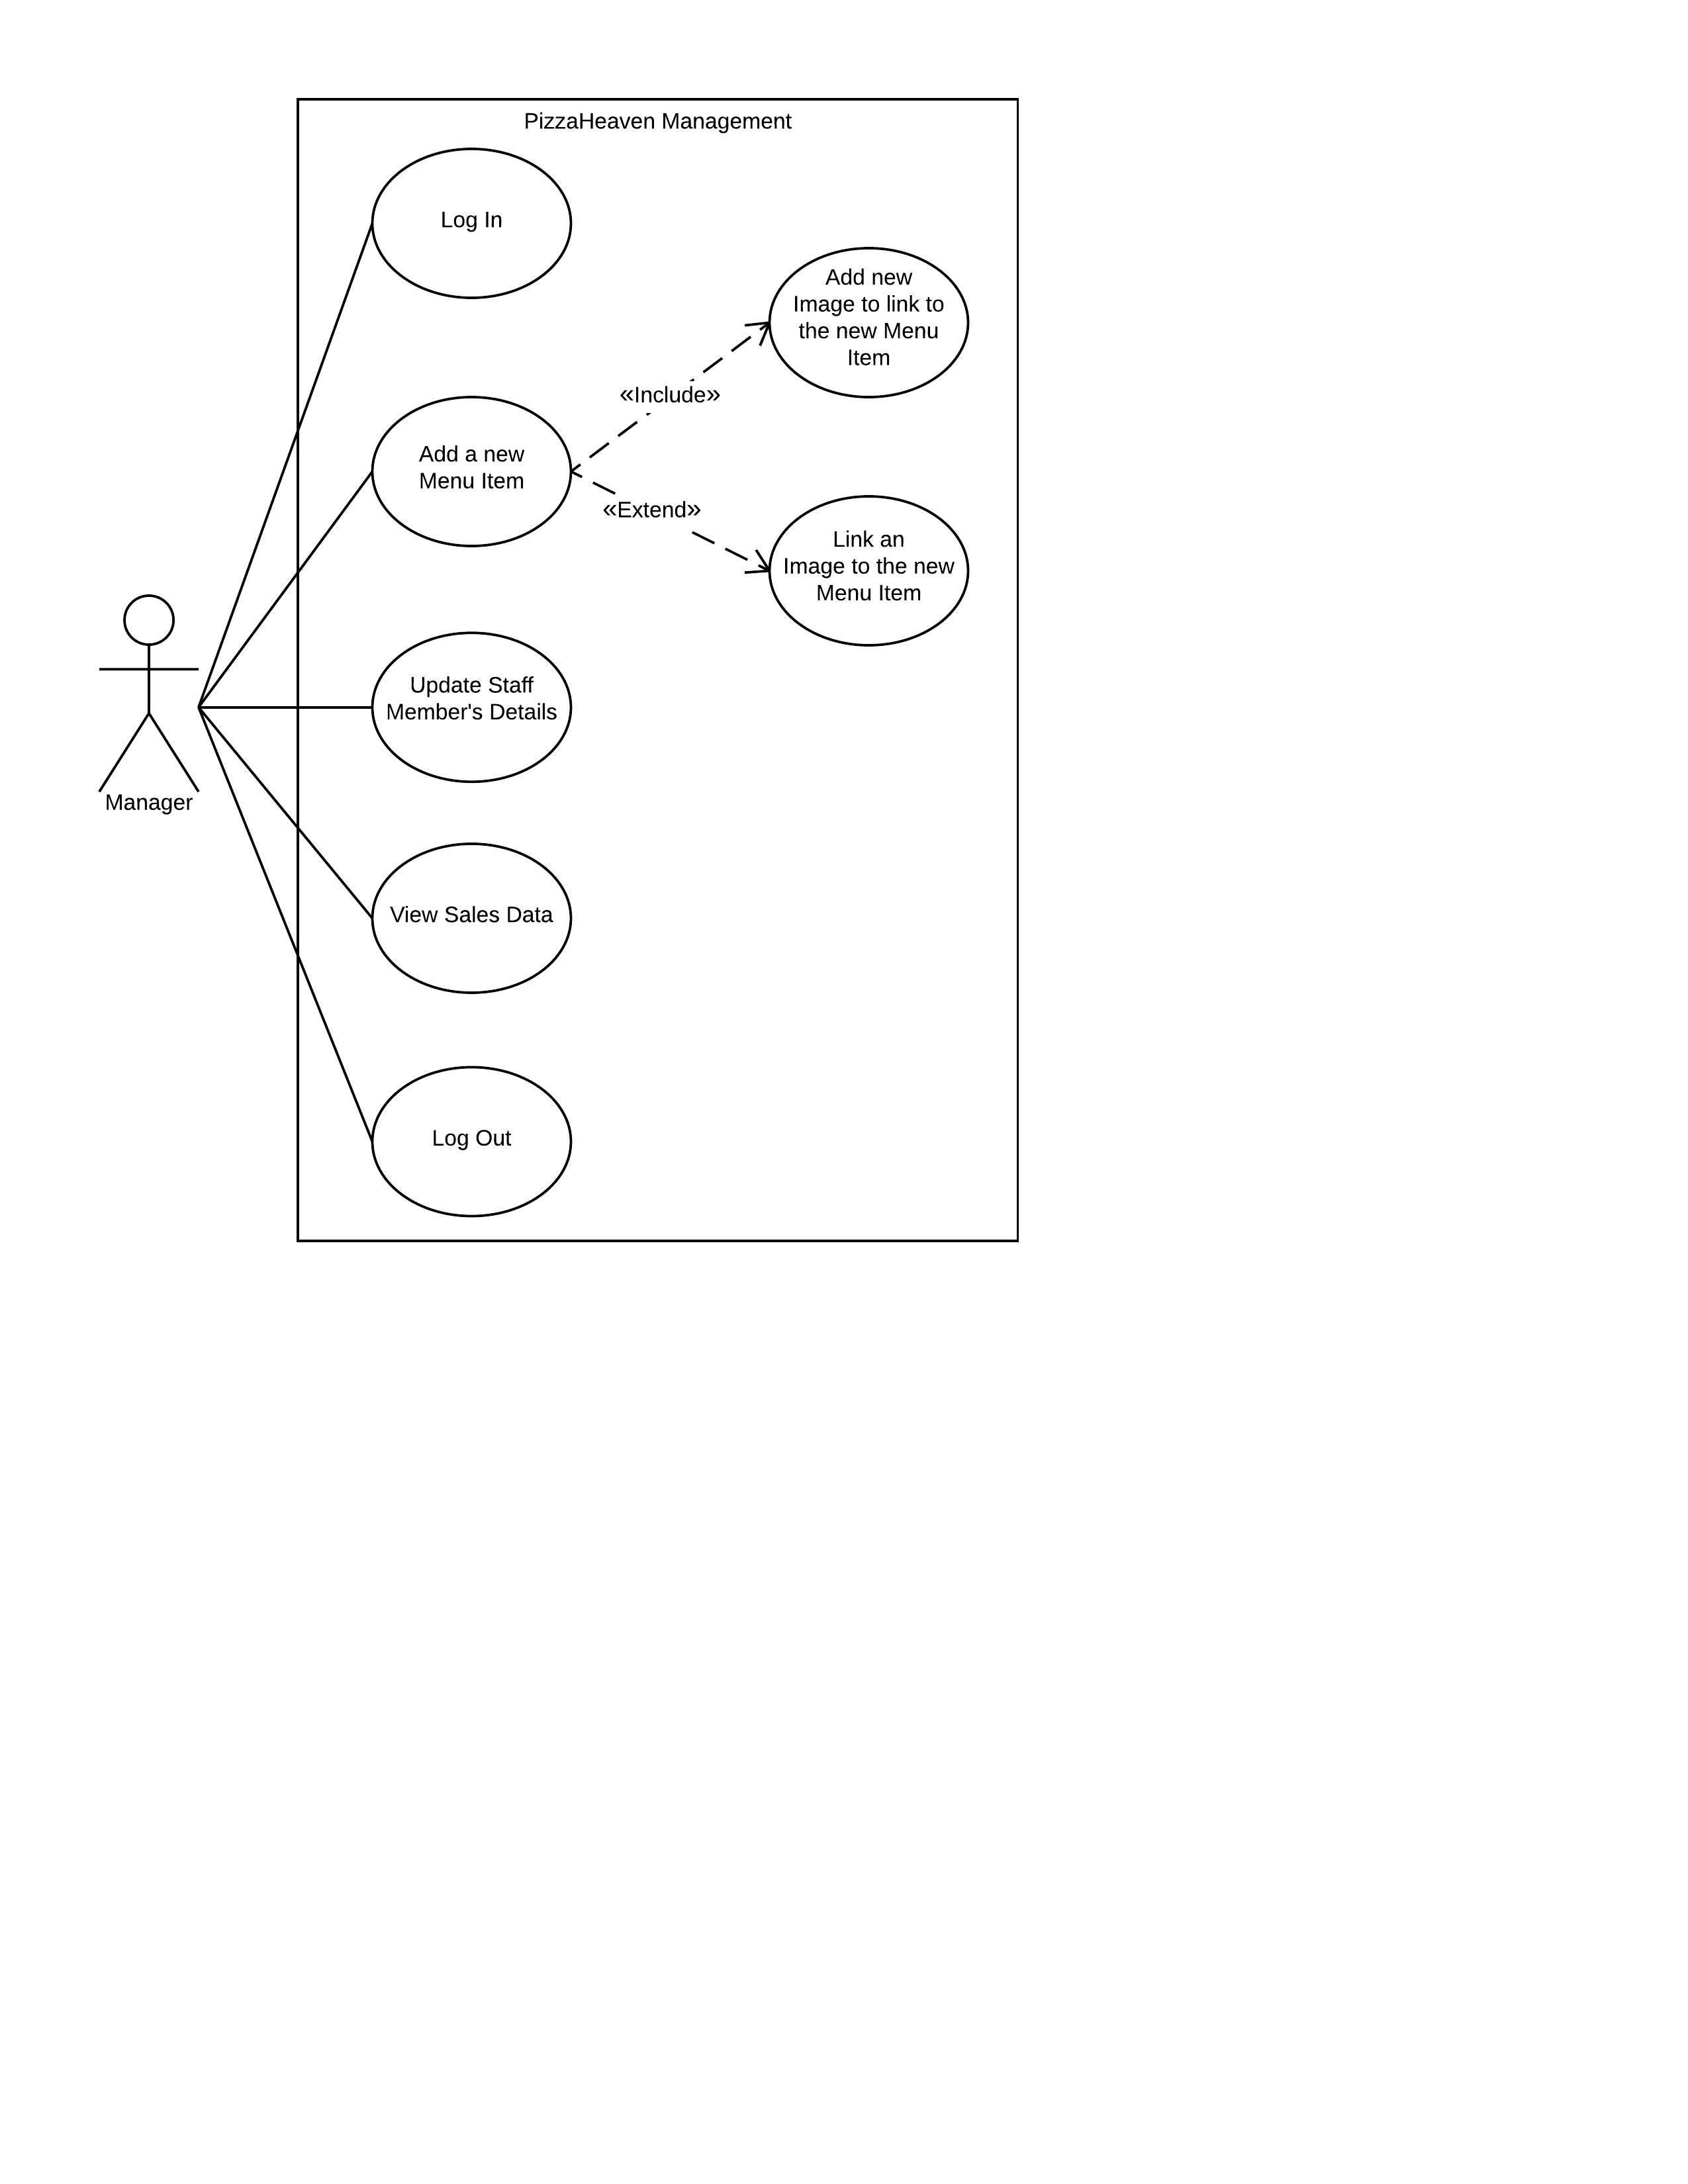 PizzaHeaven Management
Log In
Add new
Image to link to
the new Menu
Item
«Include»
Add a new
Menu Item
«Extend»
Link an
Image to the new
Menu Item
Update Staff
Member's Details
Manager
View Sales Data
Log Out